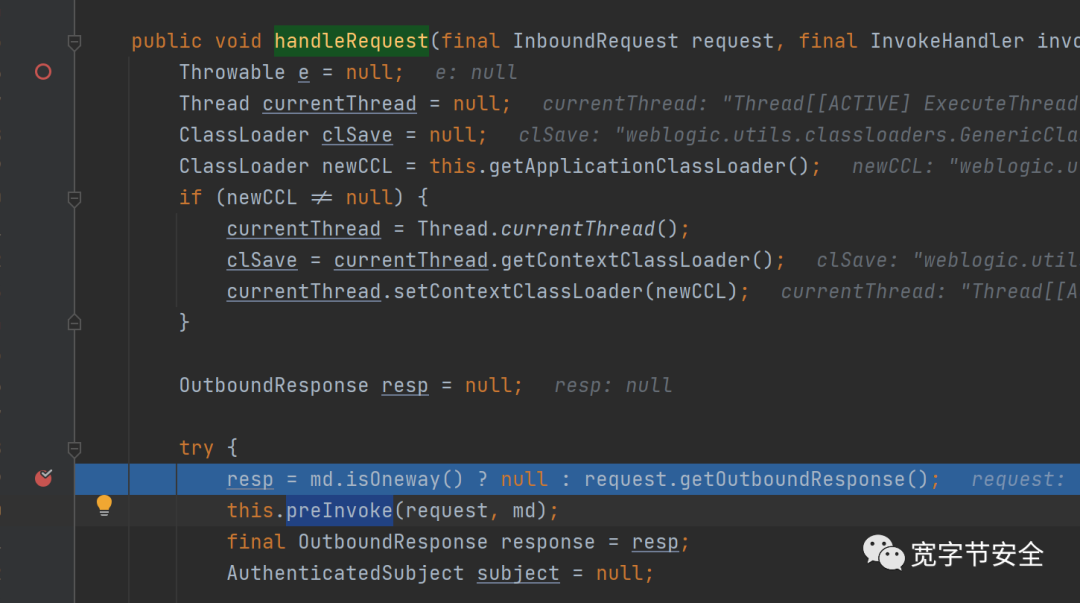 public void handleRequest(final InboundRequest request, final InvokeHandler invo
Throwable e = null;   e: null
Thread currentThread = null;   currentThread: "Thread[[ACTIVE] ExecuteThread
ClassLoader clSave = null;   clSave: "weblogic.utils.classloaders.GenericCla
ClassLoader newCCL = this.getApplicationClassLoader();   newCCL: "weblogic.u
if (newCCL ≠ null) {
currentThread = Thread.currentThread();
clSave = currentThread.getContextClassLoader();   clSave: "weblogic.util
currentThread.setContextClassLoader(newCCL);   currentThread: "Thread[[A
}
OutboundResponse resp = null;   resp: null
try {
resp = md.isOneway() ? null : request.getOutboundResponse();   request:
this.preInvoke(request, md);
final OutboundResponse response = resp;
AuthenticatedSubject subject = null;
宽字节安全